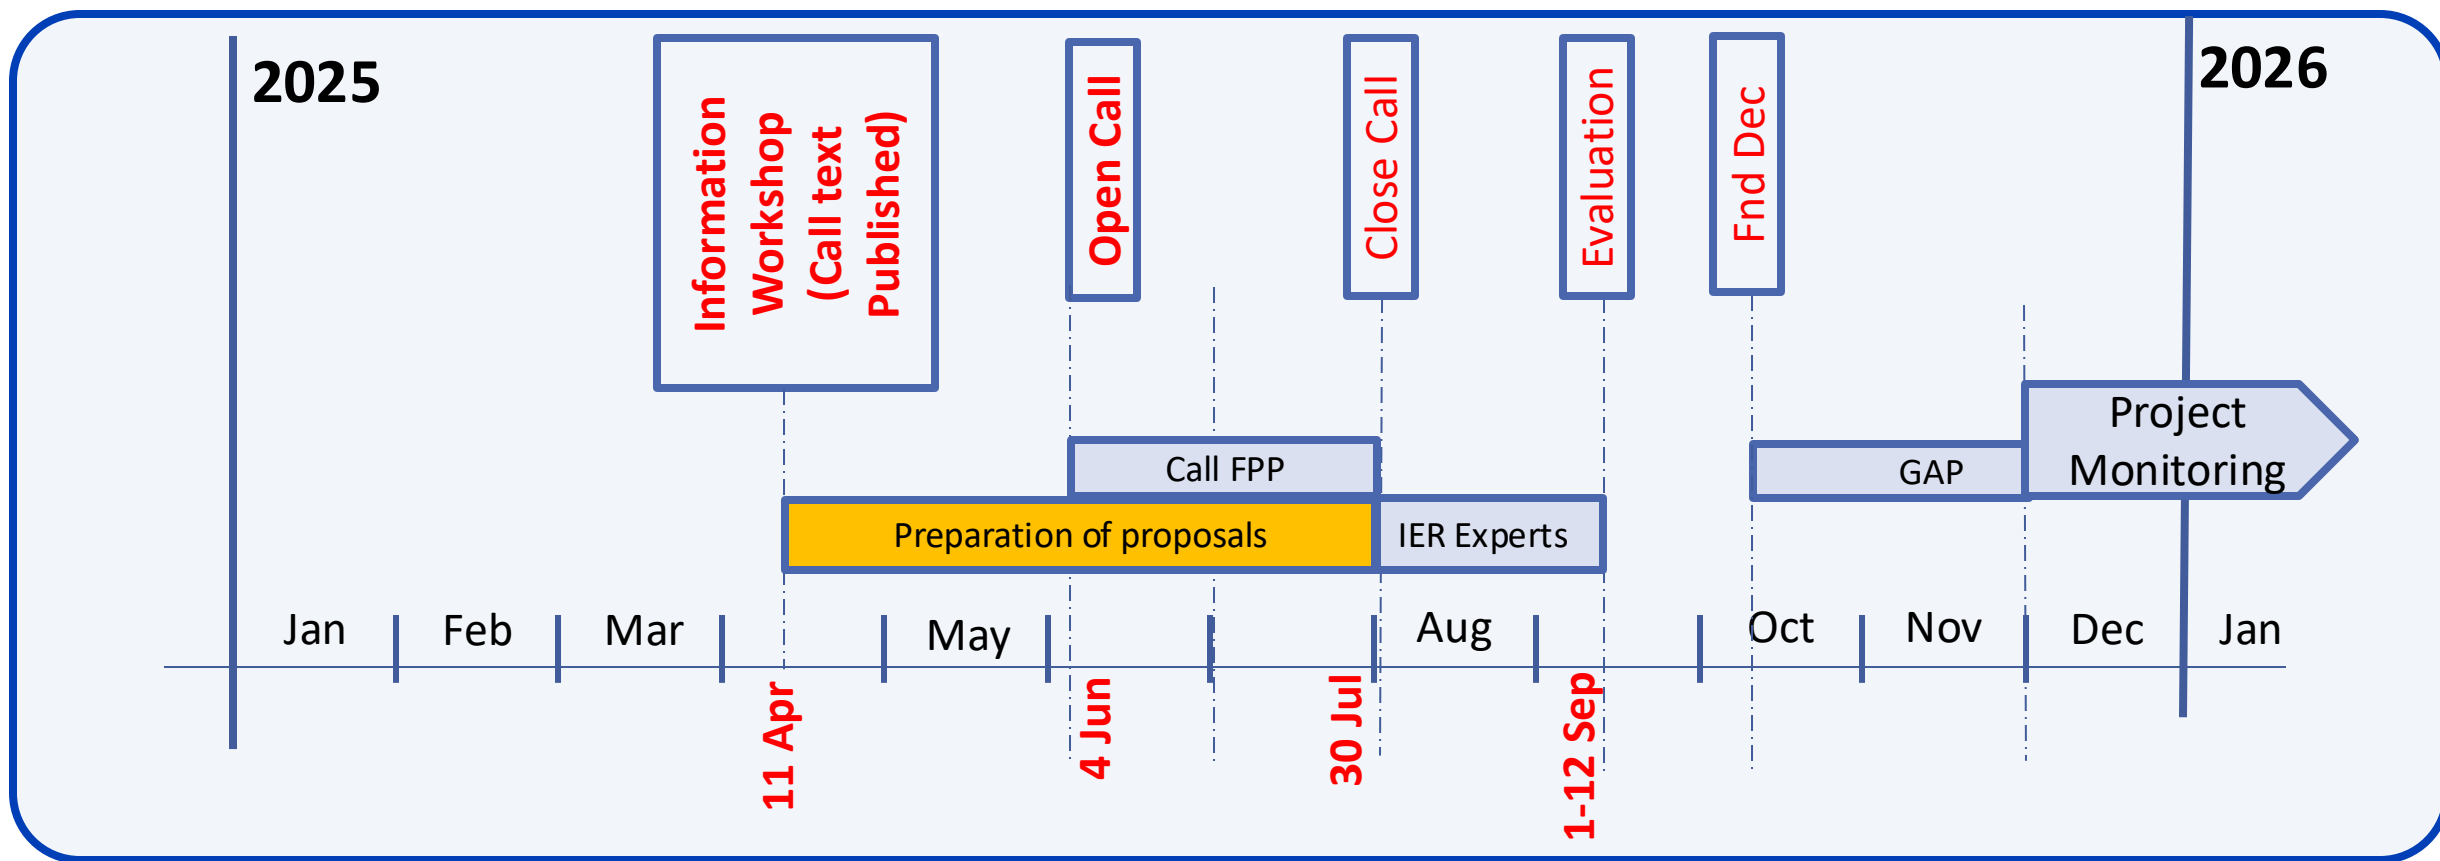 2025
2026
Information
Workshop
(Call text
Published)
Open Call
Close Call
Evaluation
Fnd Dec
Project
Monitoring
Call FPP
GAP
Preparation of proposals
IER Experts
Jan
Feb
Mar
May
Aug
Oct
Nov
Dec
Jan
11 Apr
4 Jun
30 Jul
1-12 Sep